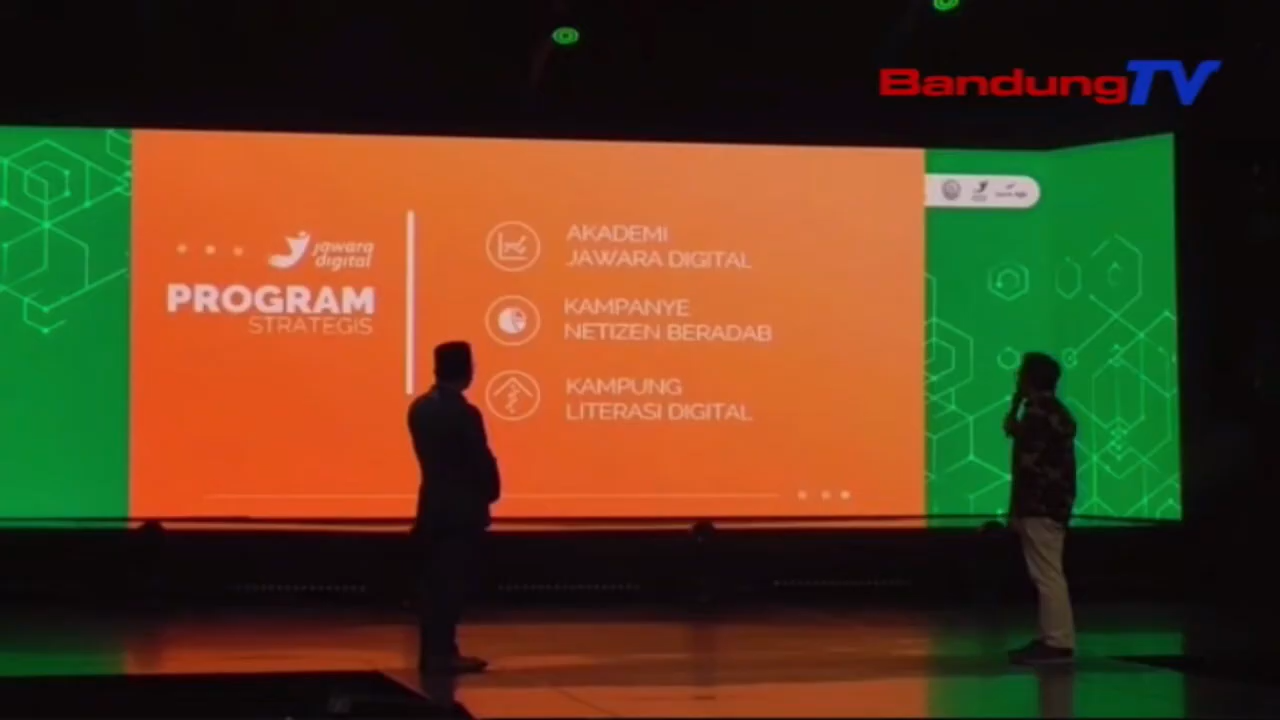 BandungTV
jawara
digital
PROGRAM
STRATEGIS
AKADEMI
JAWARA DIGITAL
KAMPANYE
NETIZEN BERADAB
KAMPUNG
LITERASI DIGITAL